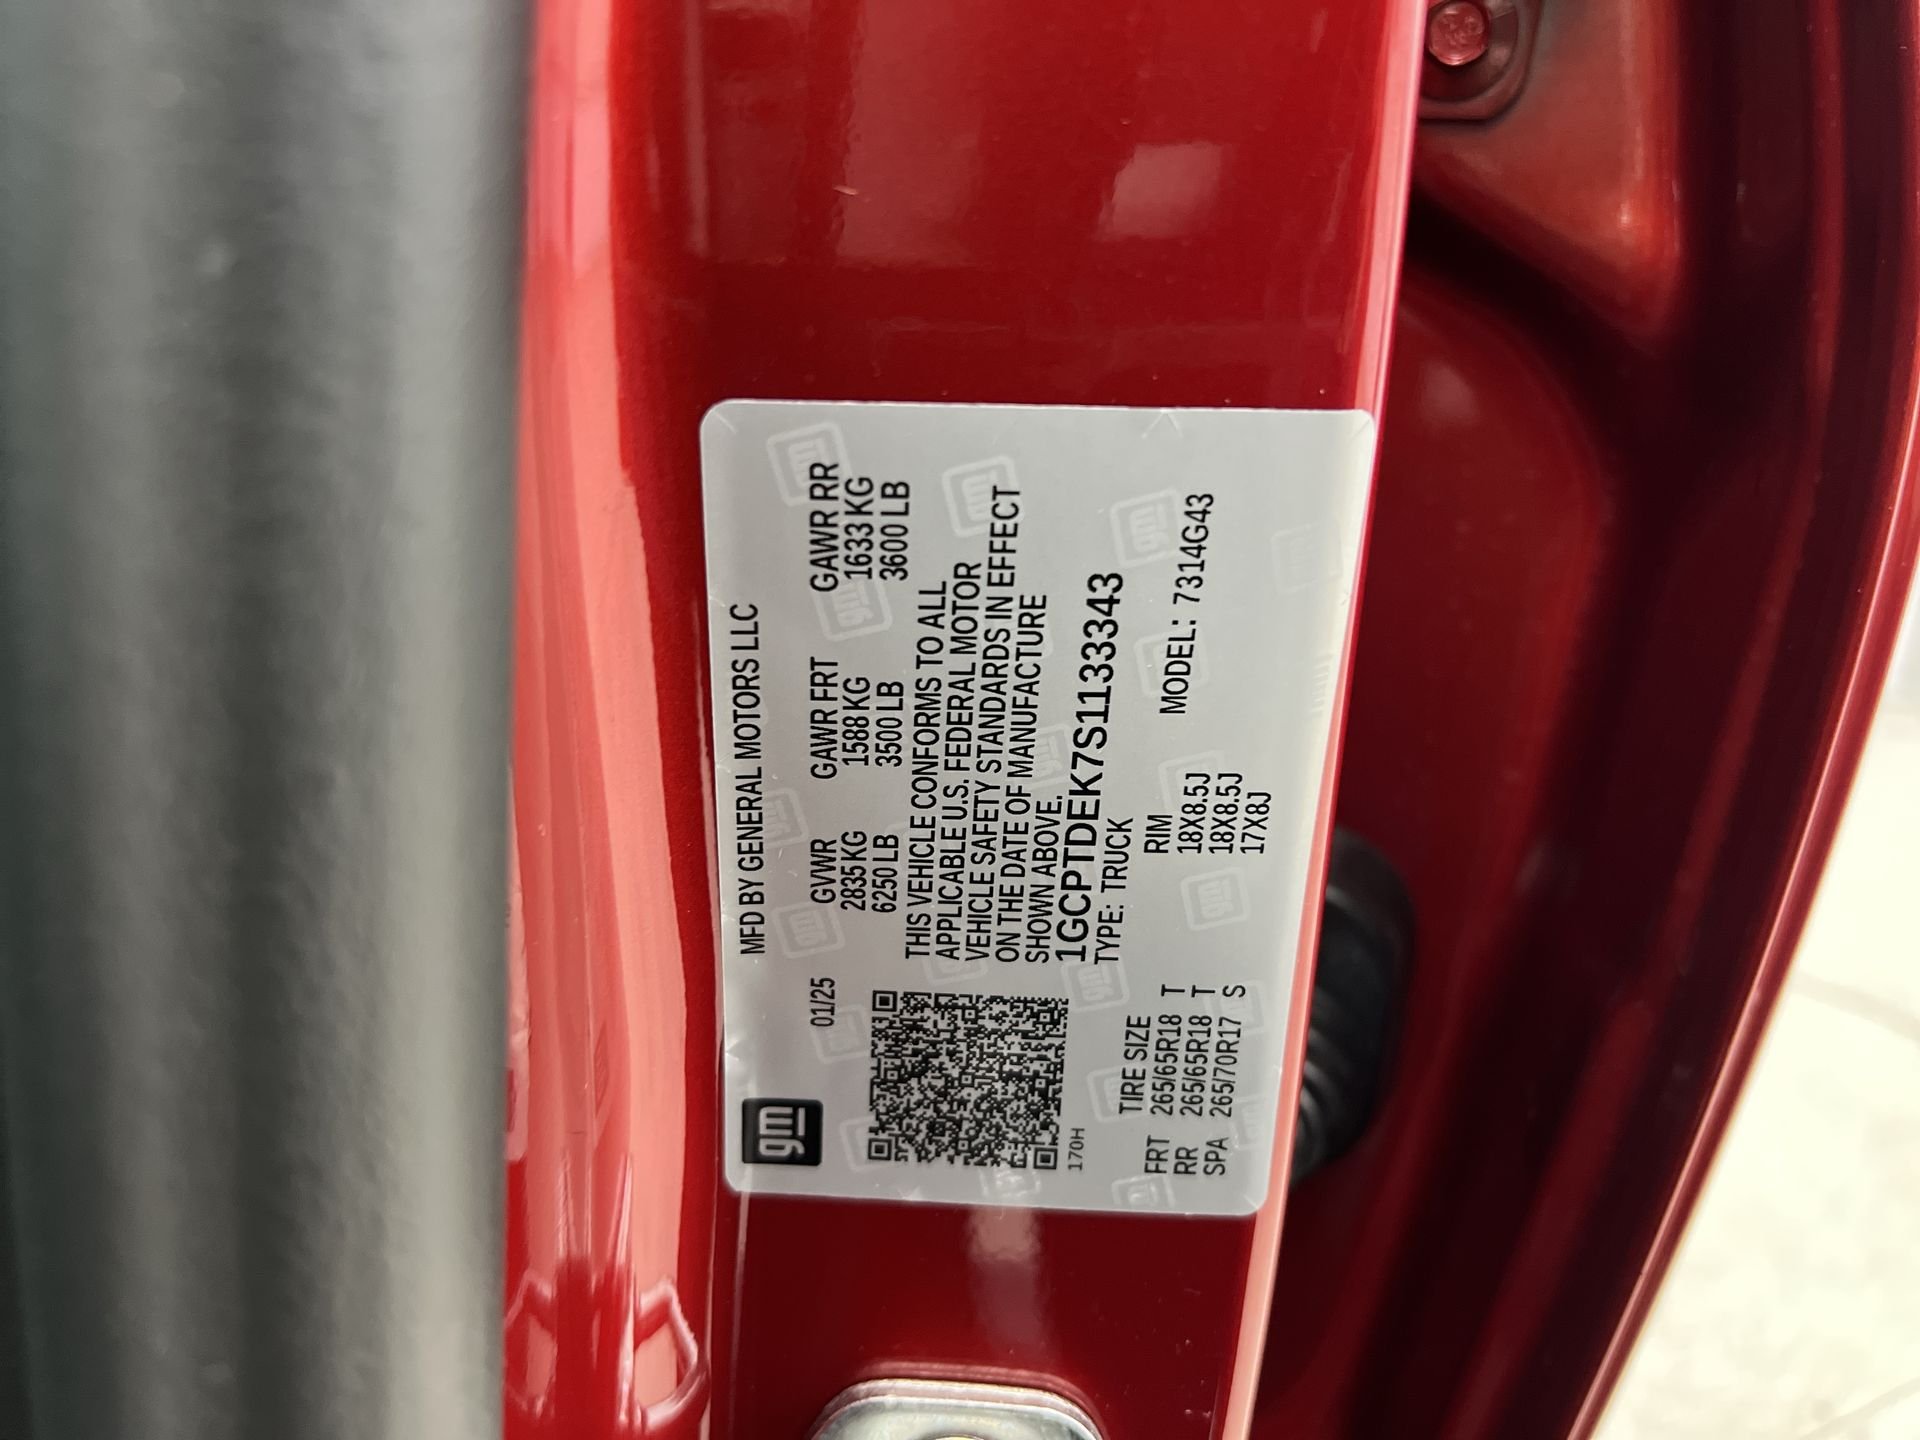 gm
MFD BY GENERAL MOTORS LLC
01/25 GVWR GAWR FRT GAWR RR
2835 KG 1588 KG 1633 KG
6250 LB 3500 LB 3600 LB
THIS VEHICLE CONFORMS TO ALL
APPLICABLE U.S. FEDERAL MOTOR
VEHICLE SAFETY STANDARDS IN EFFECT
ON THE DATE OF MANUFACTURE
SHOWN ABOVE.
1GCPTDEK7S1133343
170H TYPE: TRUCK
TIRE SIZE RIM MODEL: 7314G43
FRT 265/65R18 T 18X8.5J
RR 265/65R18 T 18X8.5J
SPA 265/70R17 S 17X8J